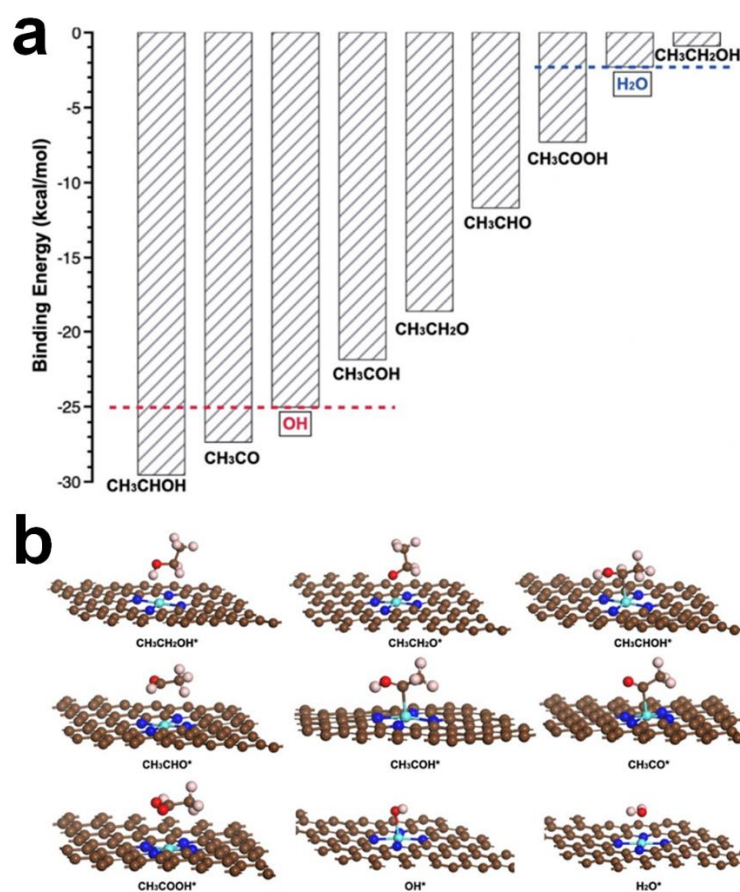 a
Binding Energy (kcal/mol)
0
-5
-10
-15
-20
-25
-30
CH₃CHOH
CH₃CO
OH
CH₃COH
CH₃CH₂O
CH₃CHO
CH₃COOH
H₂O
CH₃CH₂OH
b
CH₃CH₂OH*
CH₃CH₂O*
CH₃CHOH*
CH₃CHO*
CH₃COH*
CH₃CO*
CH₃COOH*
OH*
H₂O*